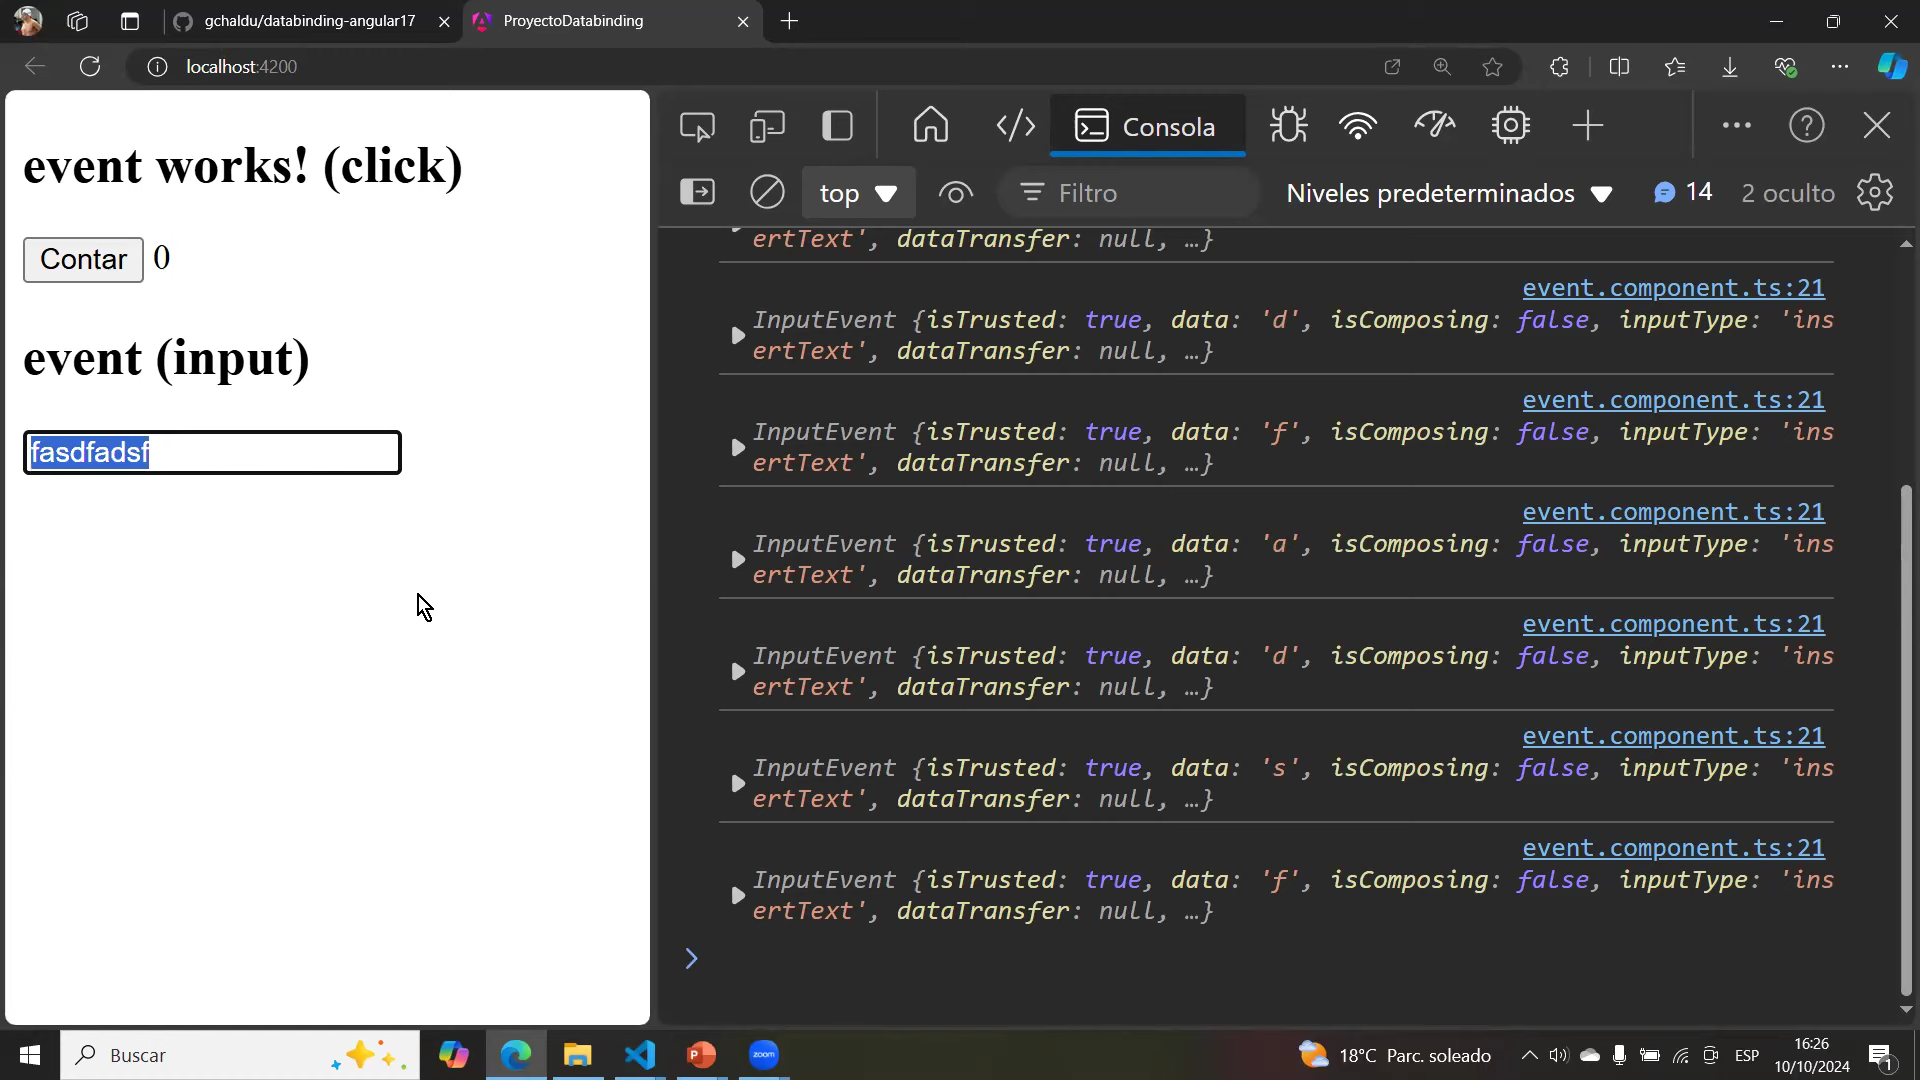 gchaldu/databinding-angular17
ProyectoDatabinding
localhost:4200
event works! (click)
Contar 0
event (input)
fasdfadsf
Consola
top
Filtro
Niveles predeterminados
14
2 oculto
ertText', dataTransfer: null, …}
event.component.ts:21
InputEvent {isTrusted: true, data: 'd', isComposing: false, inputType: 'ins
ertText', dataTransfer: null, …}
event.component.ts:21
InputEvent {isTrusted: true, data: 'f', isComposing: false, inputType: 'ins
ertText', dataTransfer: null, …}
event.component.ts:21
InputEvent {isTrusted: true, data: 'a', isComposing: false, inputType: 'ins
ertText', dataTransfer: null, …}
event.component.ts:21
InputEvent {isTrusted: true, data: 'd', isComposing: false, inputType: 'ins
ertText', dataTransfer: null, …}
event.component.ts:21
InputEvent {isTrusted: true, data: 's', isComposing: false, inputType: 'ins
ertText', dataTransfer: null, …}
event.component.ts:21
InputEvent {isTrusted: true, data: 'f', isComposing: false, inputType: 'ins
ertText', dataTransfer: null, …}
Buscar
zoom
18°C Parc. soleado
ESP
16:26
10/10/2024
1